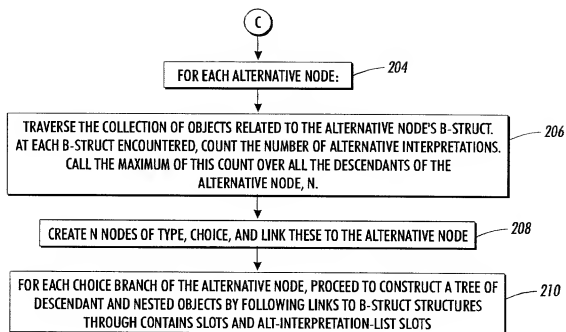 C
FOR EACH ALTERNATIVE NODE:
204
TRAVERSE THE COLLECTION OF OBJECTS RELATED TO THE ALTERNATIVE NODE'S B-STRUCT.
AT EACH B-STRUCT ENCOUNTERED, COUNT THE NUMBER OF ALTERNATIVE INTERPRETATIONS.
CALL THE MAXIMUM OF THIS COUNT OVER ALL THE DESCENDANTS OF THE
ALTERNATIVE NODE, N.
206
CREATE N NODES OF TYPE, CHOICE, AND LINK THESE TO THE ALTERNATIVE NODE
208
FOR EACH CHOICE BRANCH OF THE ALTERNATIVE NODE, PROCEED TO CONSTRUCT A TREE OF
DESCENDANT AND NESTED OBJECTS BY FOLLOWING LINKS TO B-STRUCT STRUCTURES
THROUGH CONTAINS SLOTS AND ALT-INTERPRETATION-LIST SLOTS
210